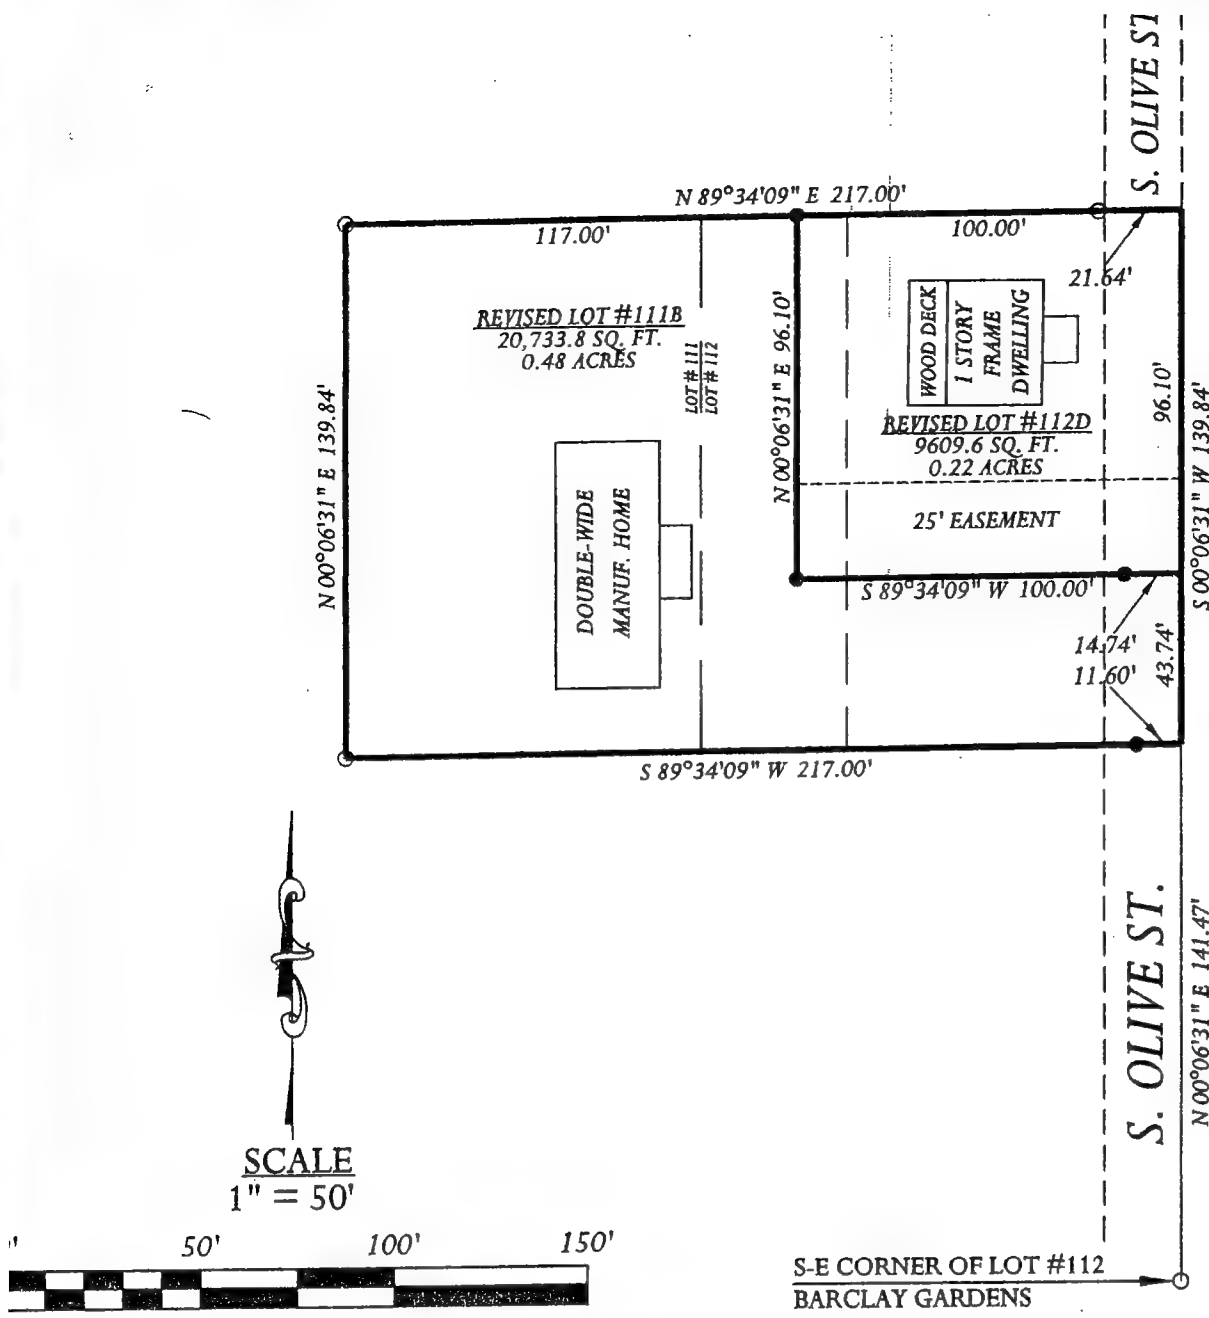 S. OLIVE ST
N 89°34'09" E 217.00'
117.00'
100.00'
21.64'
REVISED LOT #111B
20,733.8 SQ. FT.
0.48 ACRES
LOT # 111
LOT # 112
N 00°06'31" E 96.10'
WOOD DECK
1 STORY
FRAME
DWELLING
96.10'
REVISED LOT #112D
9609.6 SQ. FT.
0.22 ACRES
N 00°06'31" E 139.84'
S 00°06'31" W 139.84'
DOUBLE-WIDE
MANUF. HOME
25' EASEMENT
S 89°34'09" W 100.00'
14.74'
11.60'
43.74'
S 89°34'09" W 217.00'
S. OLIVE ST.
N 00°06'31" E 141.47'
SCALE
1" = 50'
50' 100' 150'
S-E CORNER OF LOT #112
BARCLAY GARDENS